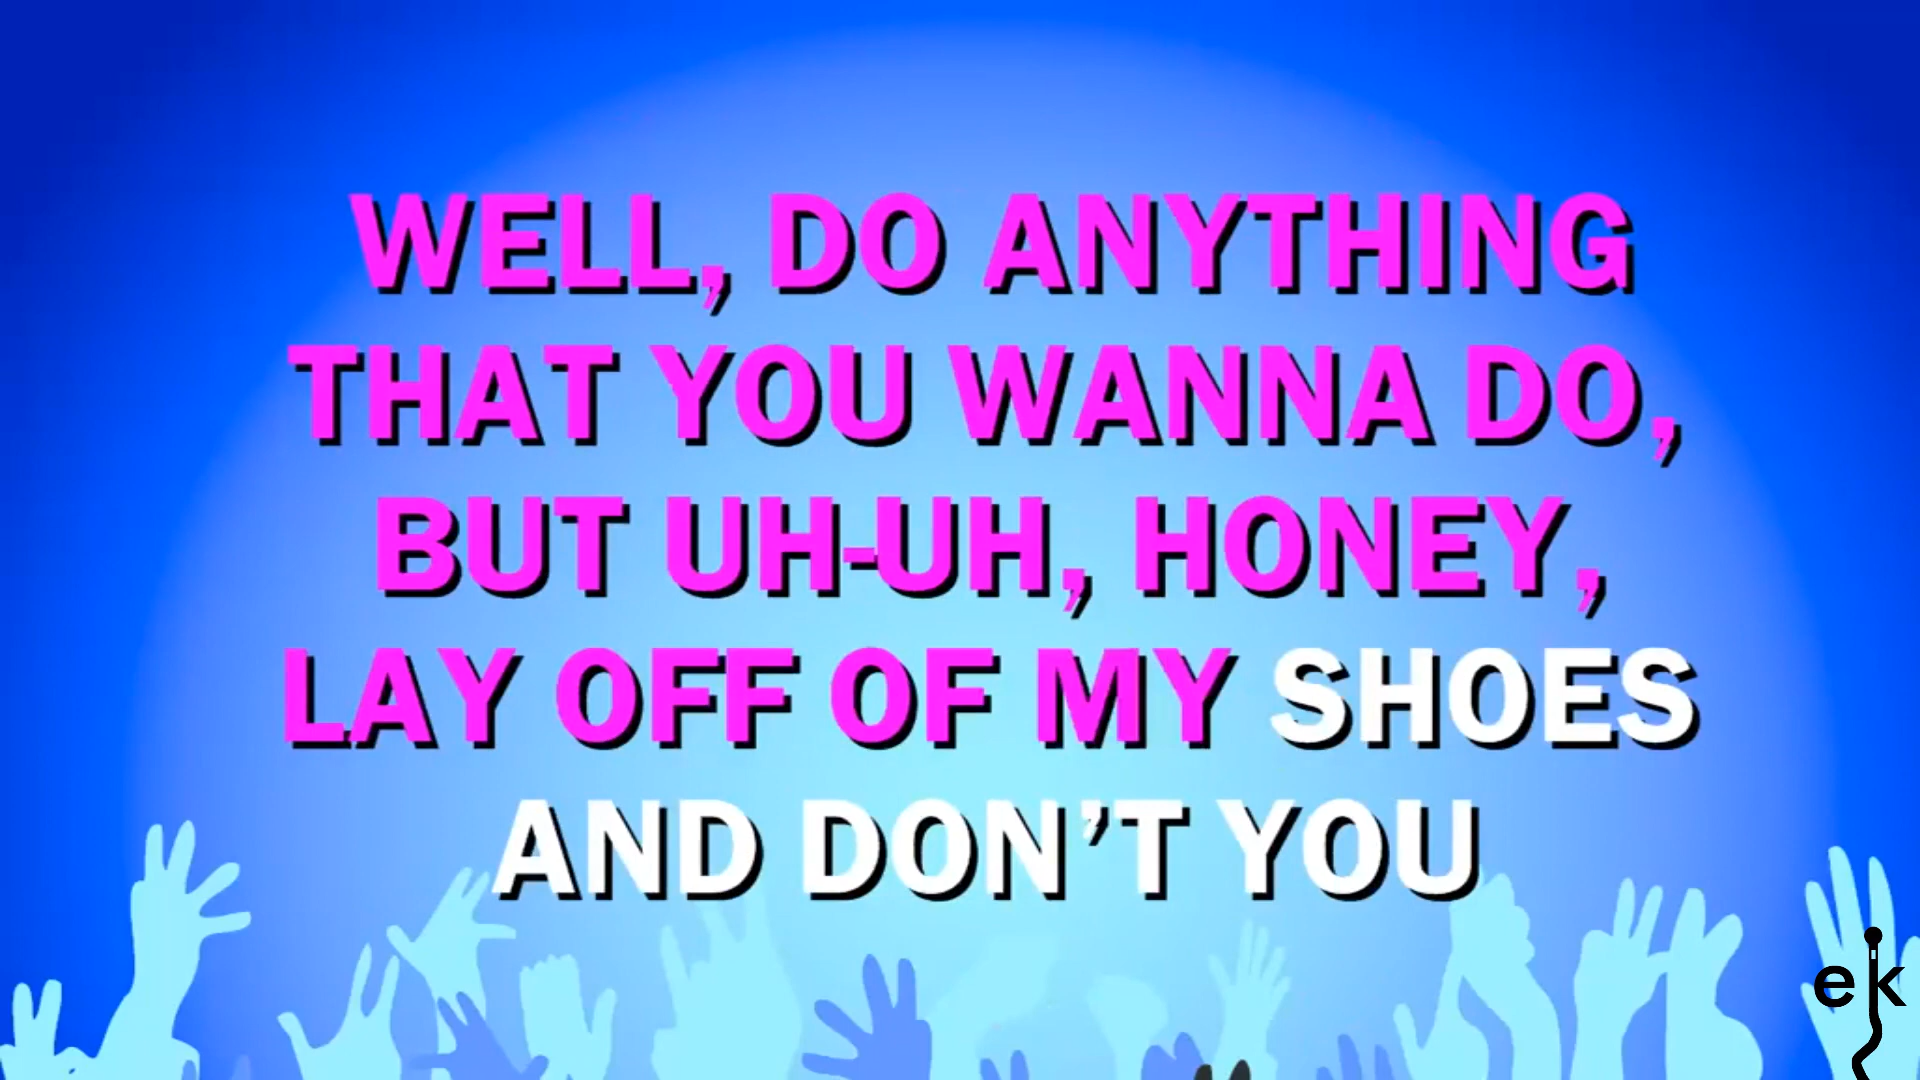 WELL, DO ANYTHING
THAT YOU WANNA DO,
BUT UH-UH, HONEY,
LAY OFF OF MY SHOES
AND DON'T YOU
ek